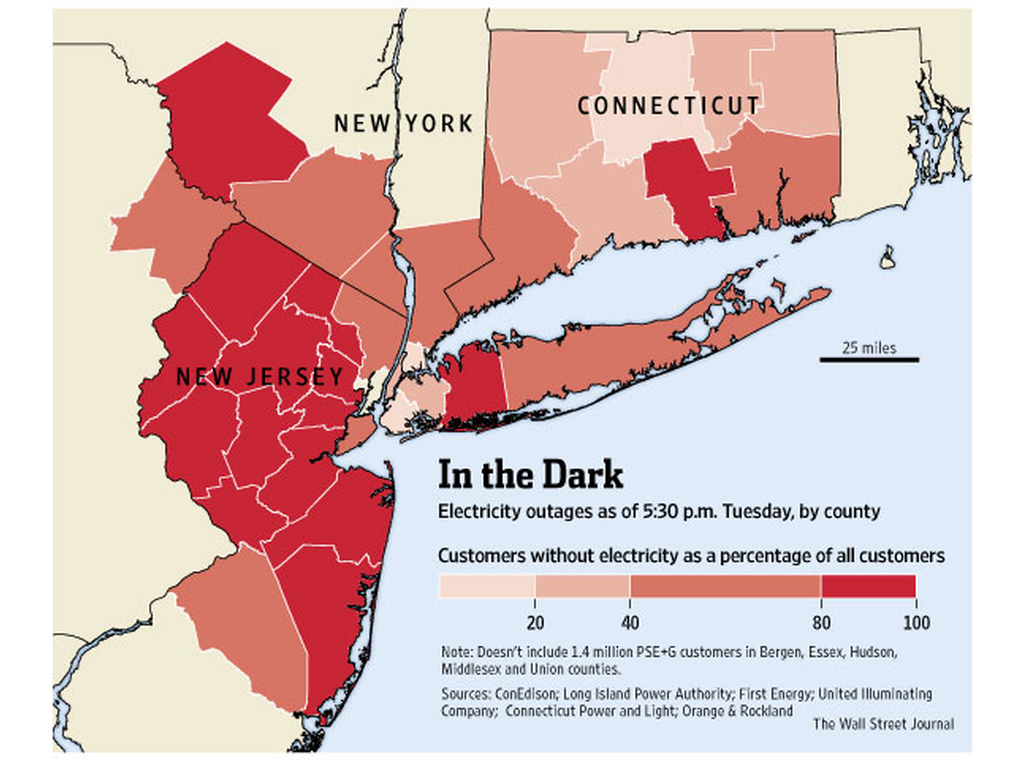 NEW YORK
CONNECTICUT
25 miles
NEW JERSEY
In the Dark
Electricity outages as of 5:30 p.m. Tuesday, by county
Customers without electricity as a percentage of all customers
20 40 80 100
Note: Doesn't include 1.4 million PSE+G customers in Bergen, Essex, Hudson,
Middlesex and Union counties.
Sources: ConEdison; Long Island Power Authority; First Energy; United Illuminating
Company; Connecticut Power and Light; Orange & Rockland
The Wall Street Journal